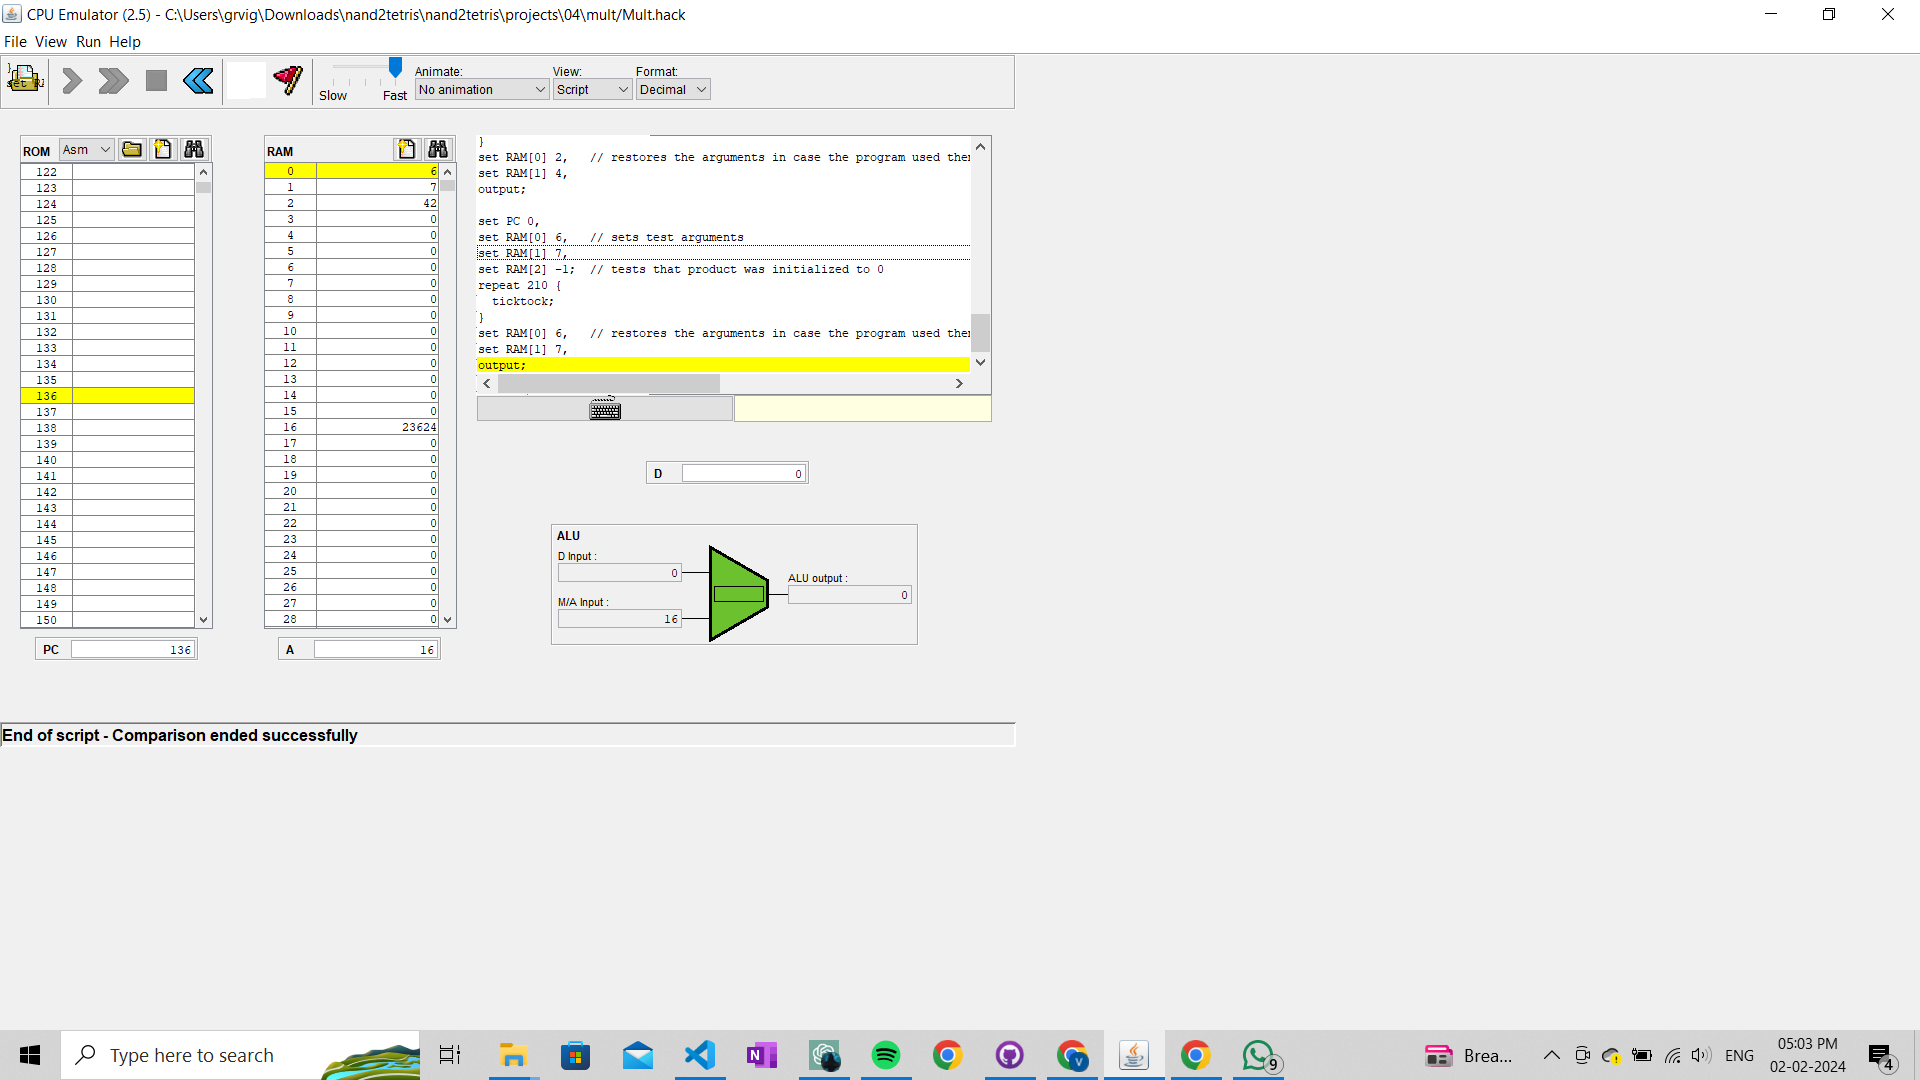 CPU Emulator (2.5) - C:\Users\grvig\Downloads\nand2tetris\nand2tetris\projects\04\mult/Mult.hack
File View Run Help
Slow Fast
Animate: View: Format:
No animation Script Decimal
ROM Asm
122
123
124
125
126
127
128
129
130
131
132
133
134
135
136
137
138
139
140
141
142
143
144
145
146
147
148
149
150
PC 136
RAM
0 6
1 7
2 42
3 0
4 0
5 0
6 0
7 0
8 0
9 0
10 0
11 0
12 0
13 0
14 0
15 0
16 23624
17 0
18 0
19 0
20 0
21 0
22 0
23 0
24 0
25 0
26 0
27 0
28 0
A 16
}
set RAM[0] 2, // restores the arguments in case the program used
set RAM[1] 4,
output;
set PC 0,
set RAM[0] 6, // sets test arguments
set RAM[1] 7,
set RAM[2] -1; // tests that product was initialized to 0
repeat 210 {
ticktock;
}
set RAM[0] 6, // restores the arguments in case the program used
set RAM[1] 7,
output;
D 0
ALU
D Input :
0
M/A Input :
16
ALU output :
0
End of script - Comparison ended successfully
Type here to search
Brea...
ENG
05:03 PM
02-02-2024
9
4